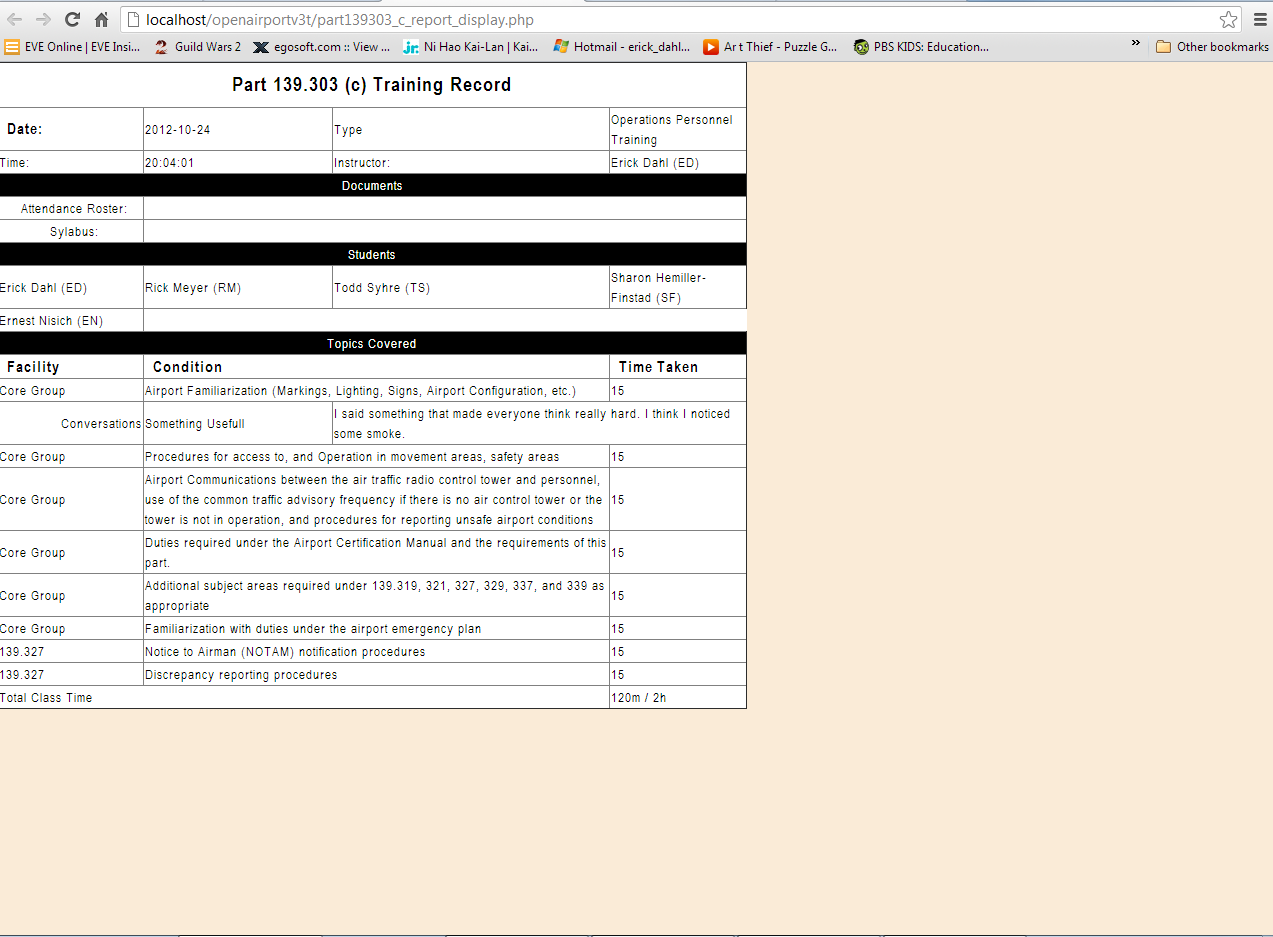 localhost/openairportv3t/part139303_c_report_display.php
EVE Online | EVE Insi... Guild Wars 2 egosoft.com :: View ... Ni Hao Kai-Lan | Kai... Hotmail - erick_dahl... Art Thief - Puzzle G... PBS KIDS: Education... » Other bookmarks
Part 139.303 (c) Training Record
Date: 2012-10-24 Type Operations Personnel
Training
Time: 20:04:01 Instructor: Erick Dahl (ED)
Documents
Attendance Roster:
Sylabus:
Students
Erick Dahl (ED) Rick Meyer (RM) Todd Syhre (TS) Sharon Hemiller-
Finstad (SF)
Ernest Nisich (EN)
Topics Covered
Facility Condition Time Taken
Core Group Airport Familiarization (Markings, Lighting, Signs, Airport Configuration, etc.) 15
Conversations Something Usefull I said something that made everyone think really hard. I think I noticed
some smoke.
Core Group Procedures for access to, and Operation in movement areas, safety areas 15
Airport Communications between the air traffic radio control tower and personnel,
Core Group use of the common traffic advisory frequency if there is no air control tower or the 15
tower is not in operation, and procedures for reporting unsafe airport conditions
Core Group Duties required under the Airport Certification Manual and the requirements of this 15
part.
Core Group Additional subject areas required under 139.319, 321, 327, 329, 337, and 339 as 15
appropriate
Core Group Familiarization with duties under the airport emergency plan 15
139.327 Notice to Airman (NOTAM) notification procedures 15
139.327 Discrepancy reporting procedures 15
Total Class Time 120m / 2h